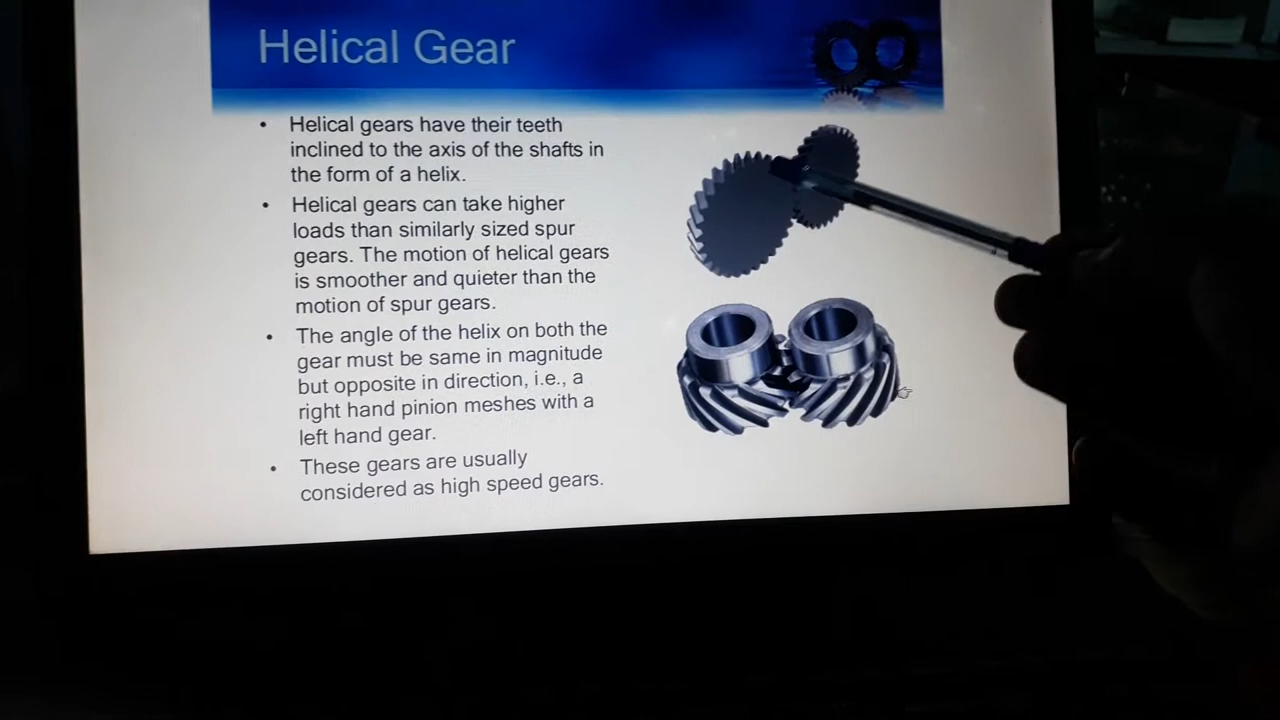 Helical Gear
• Helical gears have their teeth
inclined to the axis of the shafts in
the form of a helix.
• Helical gears can take higher
loads than similarly sized spur
gears. The motion of helical gears
is smoother and quieter than the
motion of spur gears.
• The angle of the helix on both the
gear must be same in magnitude
but opposite in direction, i.e., a
right hand pinion meshes with a
left hand gear.
• These gears are usually
considered as high speed gears.